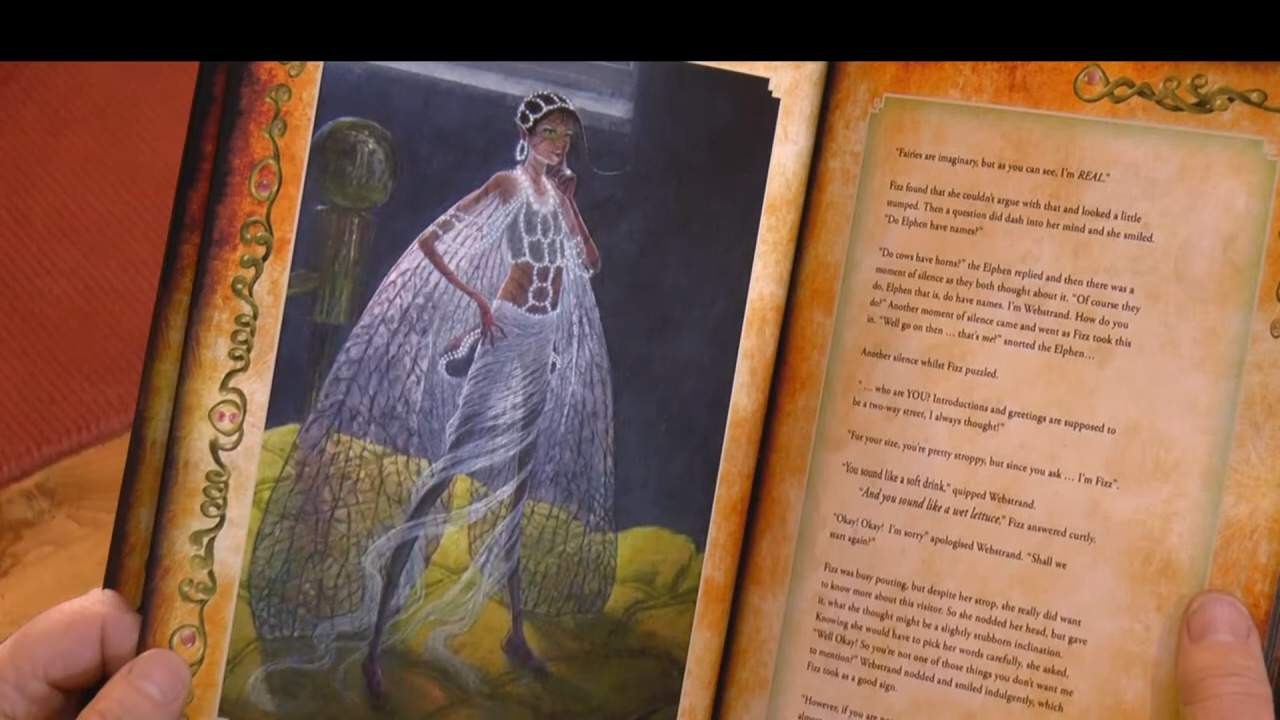 "Fairies are imaginary, but as you can see, I'm REAL."
Fizz found that she couldn't argue with that and looked a little
stumped. Then a question did dash into her mind and she smiled.
"Do Elphen have names?"
"Do cows have horns?" the Elphen replied and then there was a
moment of silence as they both thought about it. "Of course they
do, Elphen that is, do have names. I'm Webstrand. How do you
do?" Another moment of silence came and went as Fizz took this
in. "Well go on then ... that's me!" snorted the Elphen...
Another silence whilst Fizz puzzled.
" ... who are YOU? Introductions and greetings are supposed to
be a two-way street, I always thought!"
"For your size, you're pretty stroppy, but since you ask ... I'm Fizz".
"You sound like a soft drink," quipped Webstrand.
"And you sound like a wet lettuce," Fizz answered curtly.
"Okay! Okay! I'm sorry" apologised Webstrand. "Shall we
start again?"
Fizz was busy pouting, but despite her strop, she really did want
to know more about this visitor. So she nodded her head, but gave
it, what she thought might be a slightly stubborn inclination.
Knowing she would have to pick her words carefully, she asked,
"Well Okay! So you're not one of those things you don't want me
to mention?" Webstrand nodded and smiled indulgently, which
Fizz took as a good sign.
"However, if you are